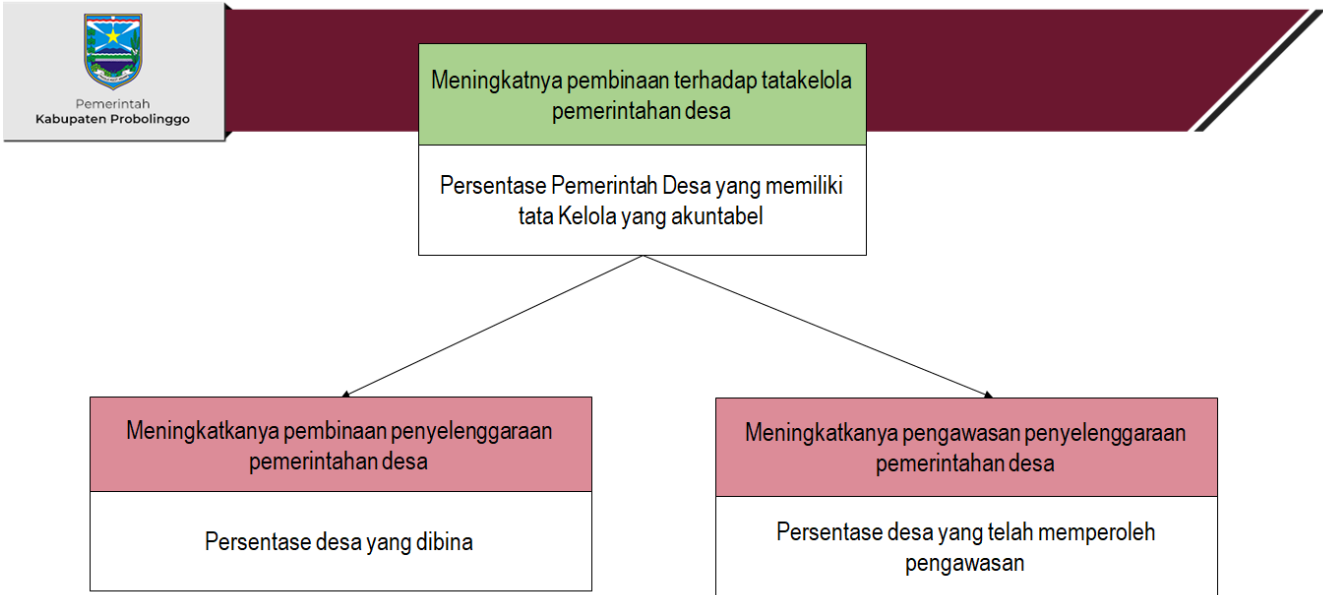 Pemerintah
Kabupaten Probolinggo
Meningkatnya pembinaan terhadap tatakelola
pemerintahan desa
Persentase Pemerintah Desa yang memiliki
tata Kelola yang akuntabel
Meningkatkanya pembinaan penyelenggaraan
pemerintahan desa
Persentase desa yang dibina
Meningkatkanya pengawasan penyelenggaraan
pemerintahan desa
Persentase desa yang telah memperoleh
pengawasan